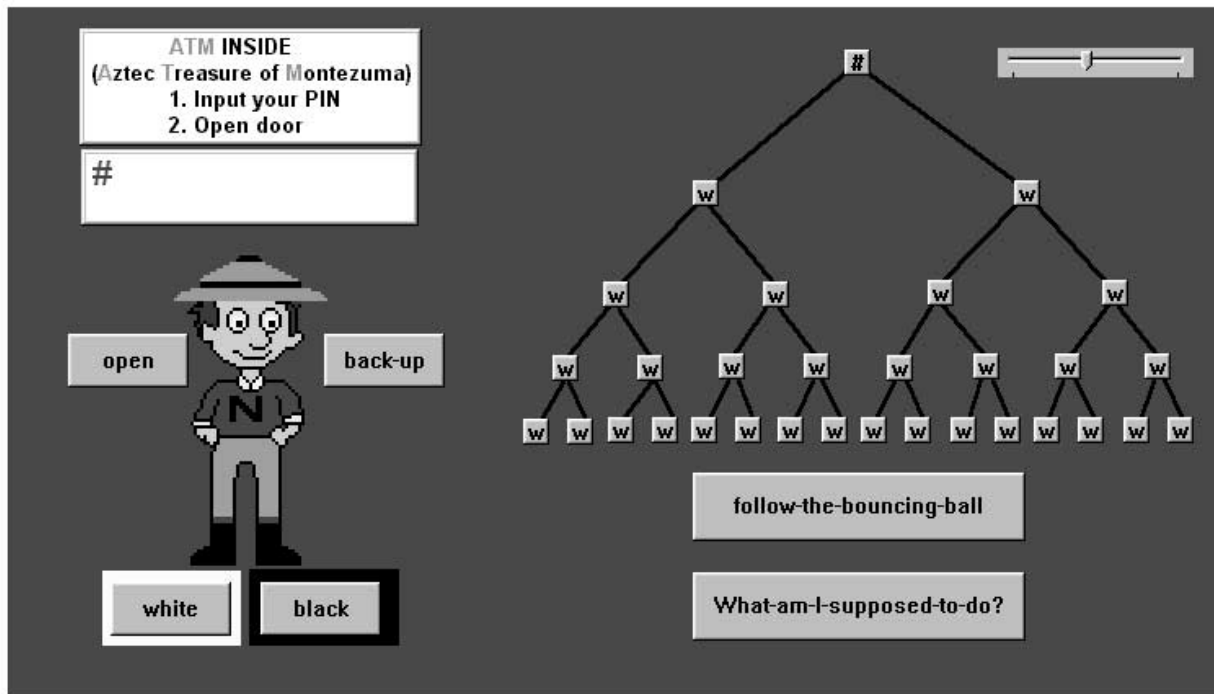 ATM INSIDE
(Aztec Treasure of Montezuma)
1. Input your PIN
2. Open door
#
open
back-up
N
white
black
#
w w
w w w w
w w w w w w w w
w w w w w w w w w w w w w w w w
follow-the-bouncing-ball
What-am-I-supposed-to-do?